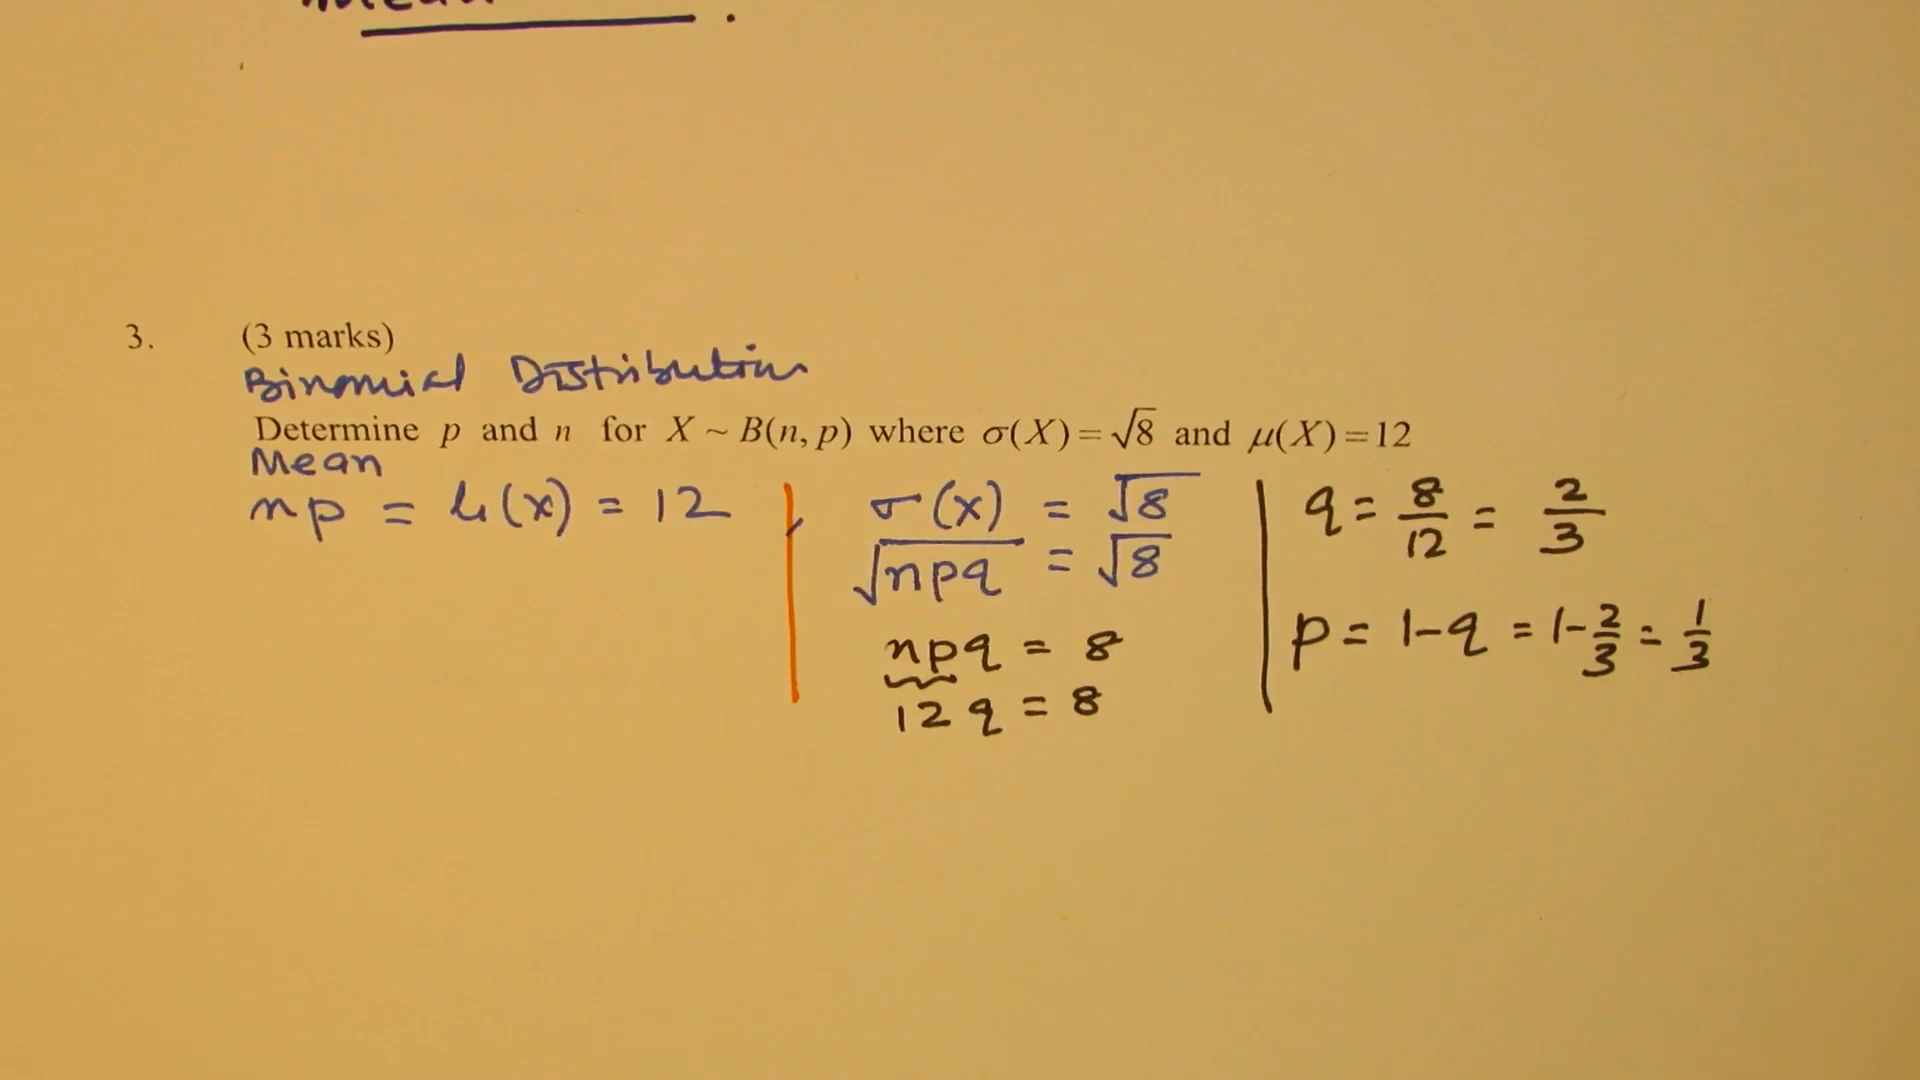 Mean .
3. (3 marks)
Binomial Distribution
Determine p and n for X ~ B(n, p) where σ(X) = √8 and μ(X) = 12
Mean
np = μ(x) = 12
σ(x) = √8
√npq = √8
npq = 8
12q = 8
q = 8/12 = 2/3
p = 1-q = 1-2/3 = 1/3